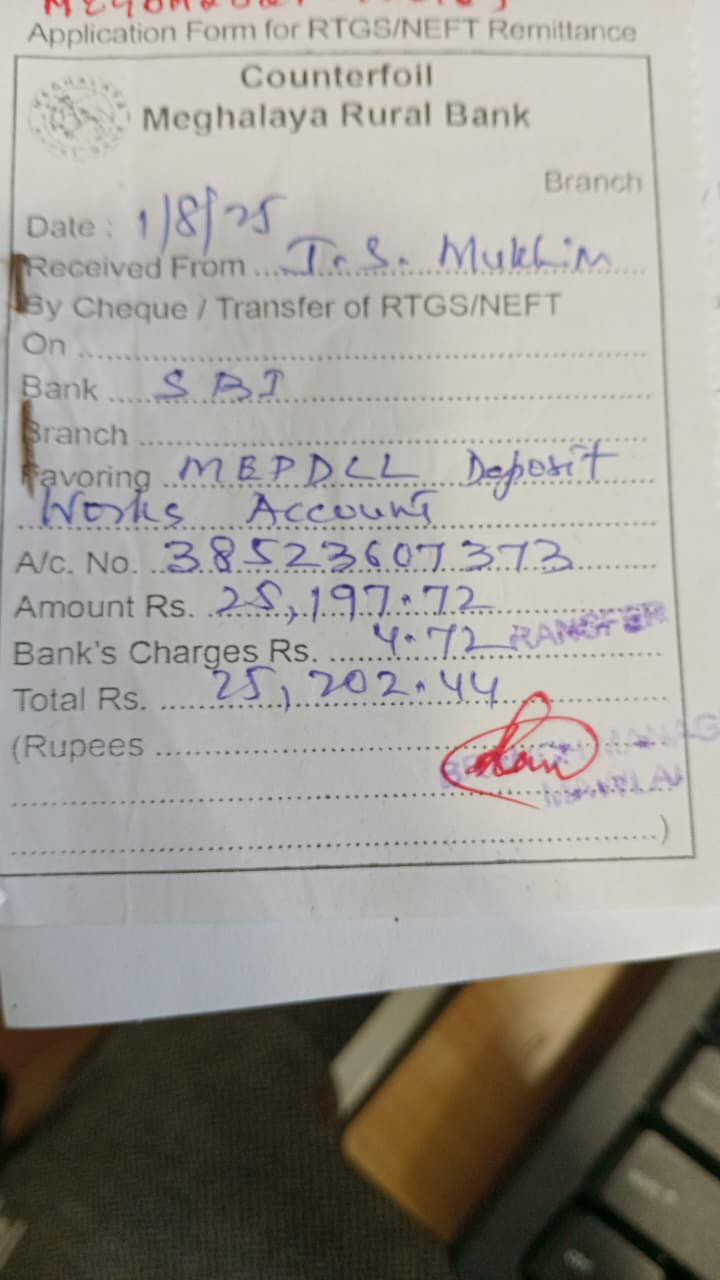 Application Form for RTGS/NEFT Remittance
Counterfoil
Meghalaya Rural Bank
Branch
Date : 1/8/25
Received From ....I.S. Mukhim....
By Cheque / Transfer of RTGS/NEFT
On ........
Bank ....SBI....
Branch ........
Favoring ..MEPDCL Deposit
Works Account
A/c. No. ..38523607373....
Amount Rs. ..25,197.72..
Bank's Charges Rs. ....4.72 TRANSFER
Total Rs. ....25,202.44....
(Rupees ........
........)